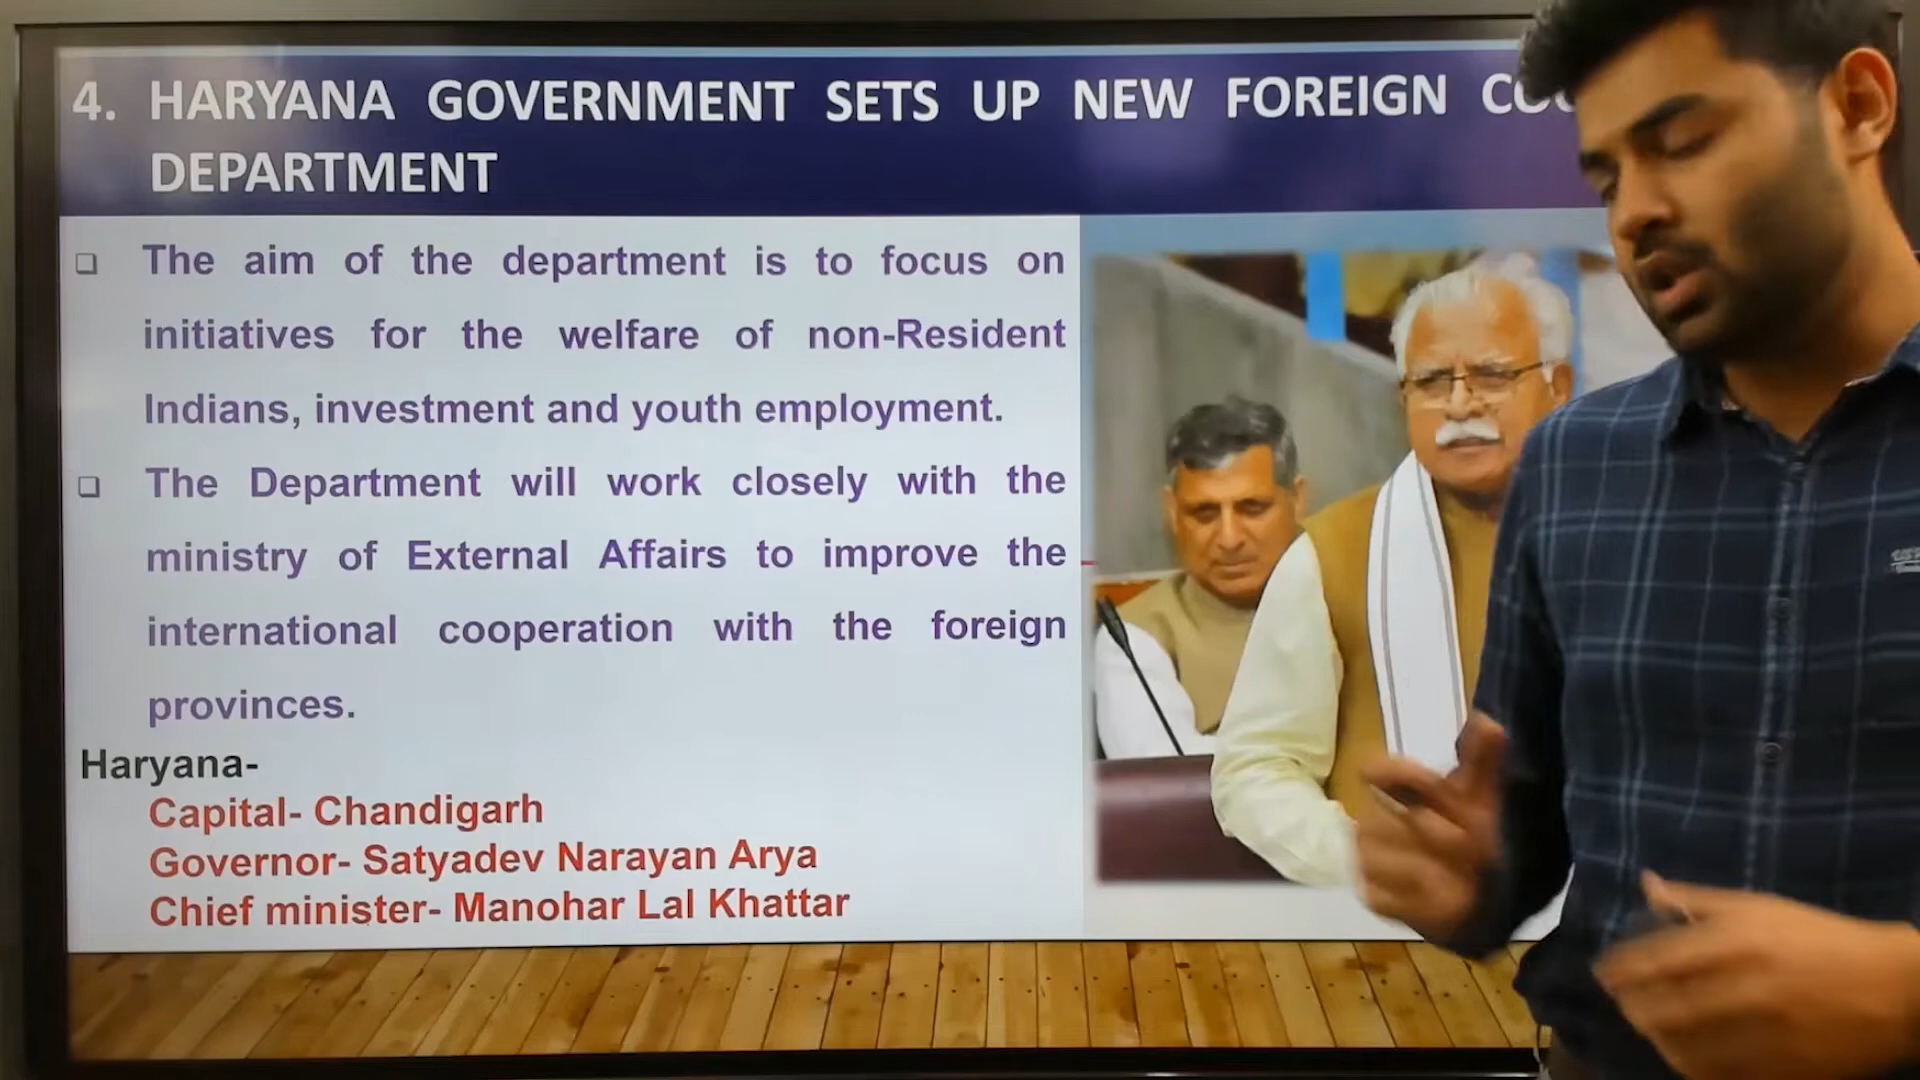 4. HARYANA GOVERNMENT SETS UP NEW FOREIGN
DEPARTMENT
The aim of the department is to focus on
initiatives for the welfare of non-Resident
Indians, investment and youth employment.
The Department will work closely with the
ministry of External Affairs to improve the
international cooperation with the foreign
provinces.
Haryana-
Capital- Chandigarh
Governor- Satyadev Narayan Arya
Chief minister- Manohar Lal Khattar